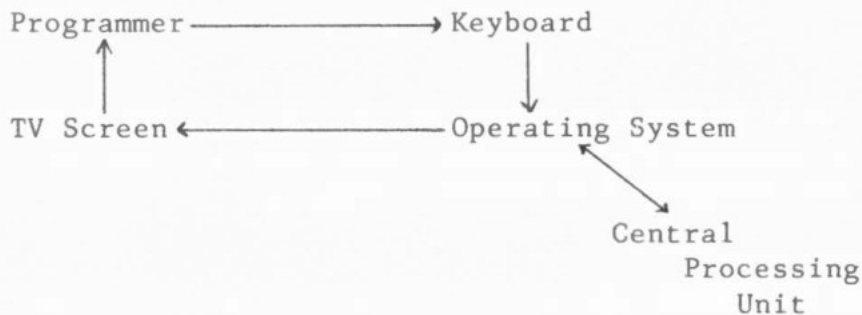 Programmer Keyboard
TV Screen Operating System
Central
Processing
Unit